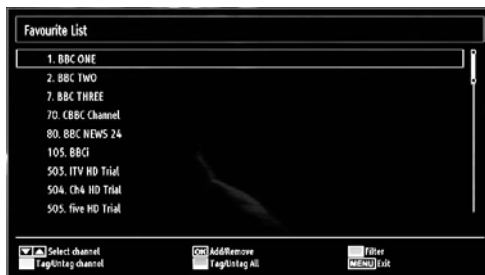 Favourite List
1. BBC ONE
2. BBC TWO
7. BBC THREE
70. CBBC Channel
80. BBC NEWS 24
105. BBCi
503. ITV HD Trial
504. Ch4 HD Trial
505. five HD Trial
Select channel OK Add/Remove Filter
Tag/Untag channel Tag/Untag All MENU Exit